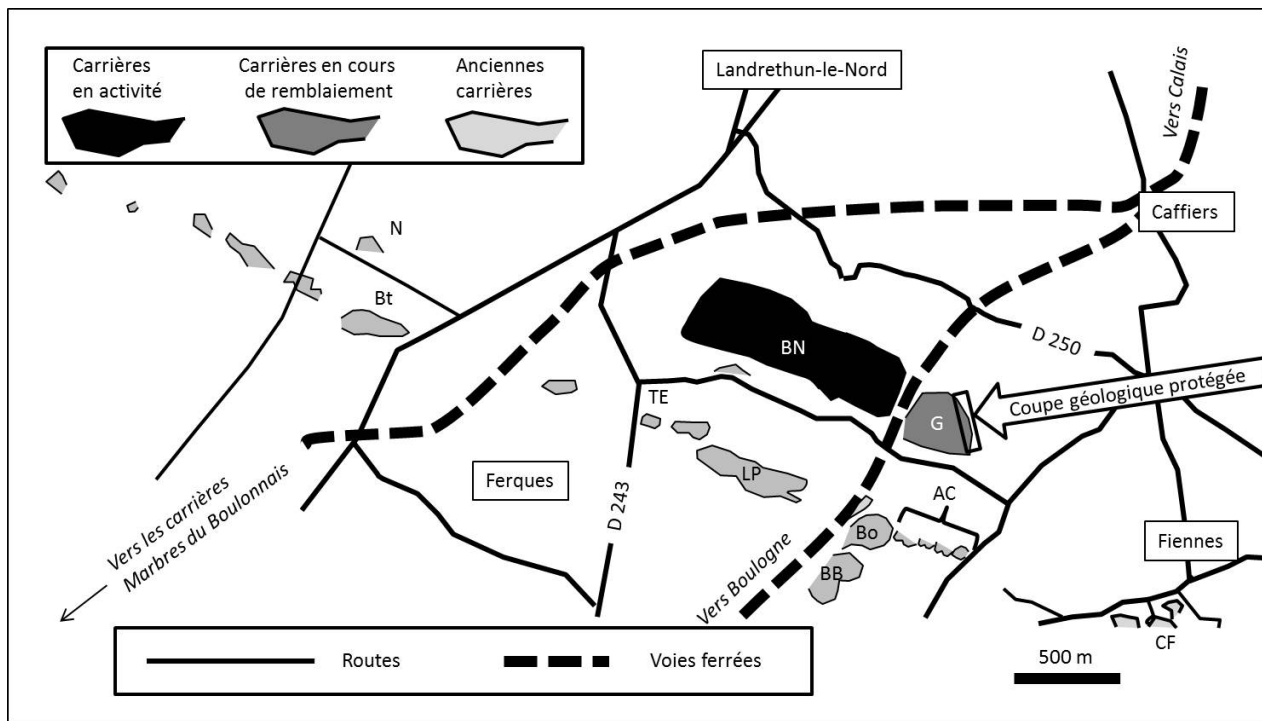 Carrières
en activité
Carrières en cours
de remblaiement
Anciennes
carrières
Landrethun-le-Nord
Vers Calais
Caffiers
N
Bt
BN
D 250
Coupe géologique protégée
G
TE
LP
AC
Ferques
D 243
Bo
BB
Fiennes
CF
Vers les carrières
Marbres du Boulonnais
Vers Boulogne
Routes
Voies ferrées
500 m